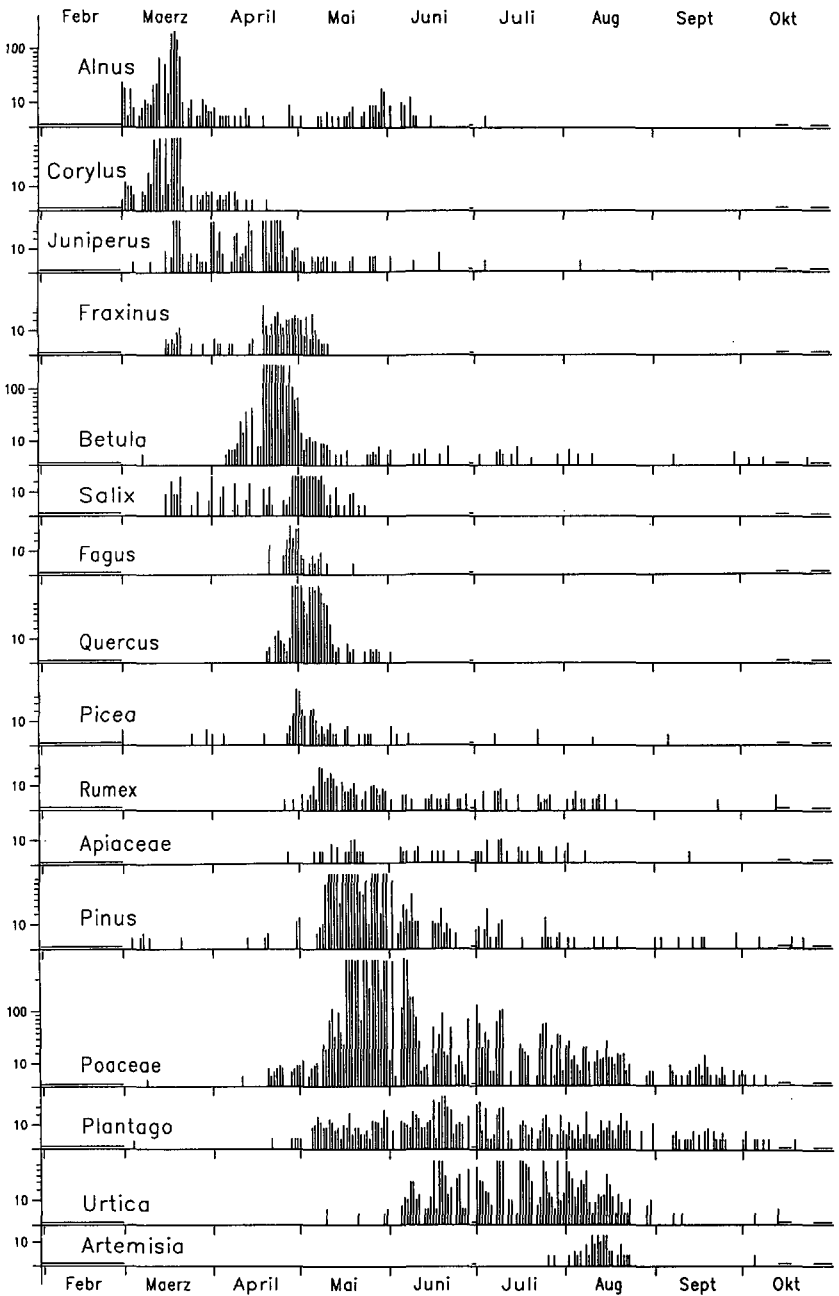 Febr Maerz April Mai Juni Juli Aug Sept Okt
100
Alnus
10
Corylus
10
Juniperus
10
Fraxinus
10
100
Betula
10
Salix
10
Fagus
10
Quercus
10
Picea
10
Rumex
10
Apiaceae
10
Pinus
10
100
Poaceae
10
Plantago
10
Urtica
10
Artemisia
10
Febr Maerz April Mai Juni Juli Aug Sept Okt